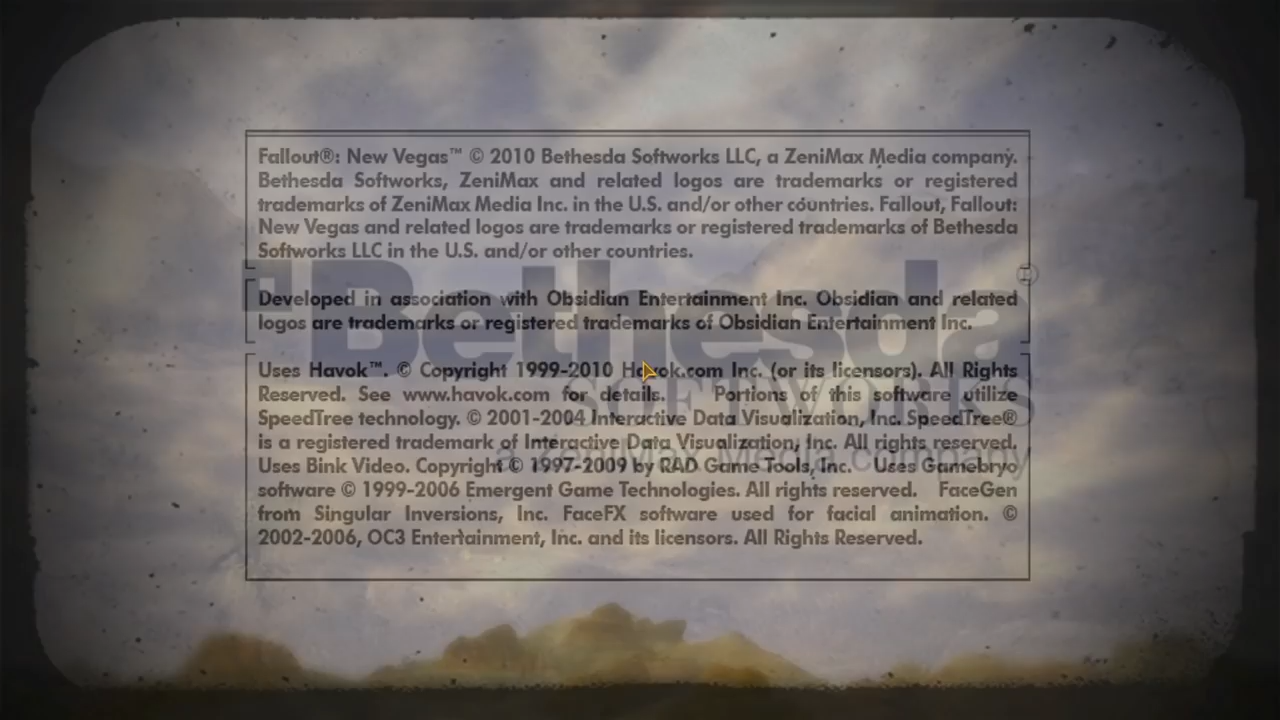 Fallout®: New Vegas™ © 2010 Bethesda Softworks LLC, a ZeniMax Media company.
Bethesda Softworks, ZeniMax and related logos are trademarks or registered
trademarks of ZeniMax Media Inc. in the U.S. and/or other countries. Fallout, Fallout:
New Vegas and related logos are trademarks or registered trademarks of Bethesda
Softworks LLC in the U.S. and/or other countries.
Bethesda
Developed in association with Obsidian Entertainment Inc. Obsidian and related
logos are trademarks or registered trademarks of Obsidian Entertainment Inc.
Uses Havok™. © Copyright 1999-2010 Havok.com Inc. (or its licensors). All Rights
Reserved. See www.havok.com for details. Portions of this software utilize
SOFTWORKS
SpeedTree technology. © 2001-2004 Interactive Data Visualization, Inc. SpeedTree®
is a registered trademark of Interactive Data Visualization, Inc. All rights reserved.
a ZeniMax Media company
Uses Bink Video. Copyright © 1997-2009 by RAD Game Tools, Inc. Uses Gamebryo
software © 1999-2006 Emergent Game Technologies. All rights reserved. FaceGen
from Singular Inversions, Inc. FaceFX software used for facial animation. ©
2002-2006, OC3 Entertainment, Inc. and its licensors. All Rights Reserved.